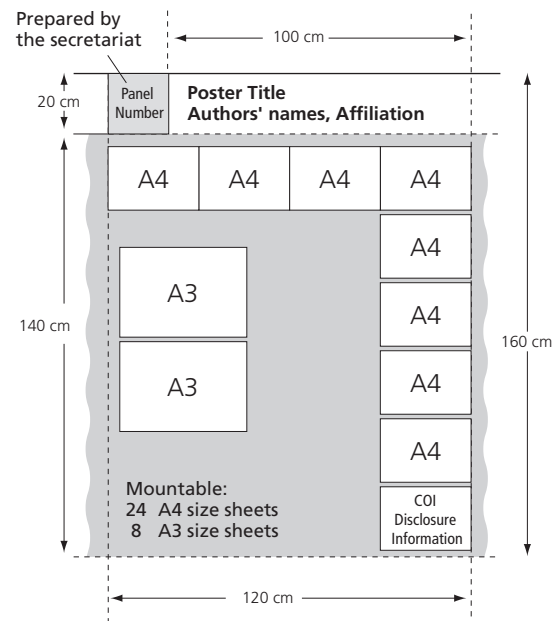 Prepared by
the secretariat
100 cm
20 cm
Panel
Number
Poster Title
Authors' names, Affiliation
A4
A4
A4
A4
A4
A3
A4
140 cm
160 cm
A3
A4
A4
Mountable:
24 A4 size sheets
8 A3 size sheets
COI
Disclosure
Information
120 cm